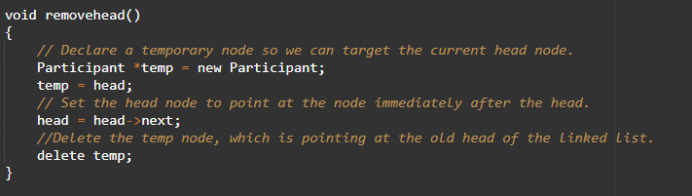 void removehead()
{
// Declare a temporary node so we can target the current head node.
Participant *temp = new Participant;
temp = head;
// Set the head node to point at the node immediately after the head.
head = head->next;
//Delete the temp node, which is pointing at the old head of the linked list.
delete temp;
}